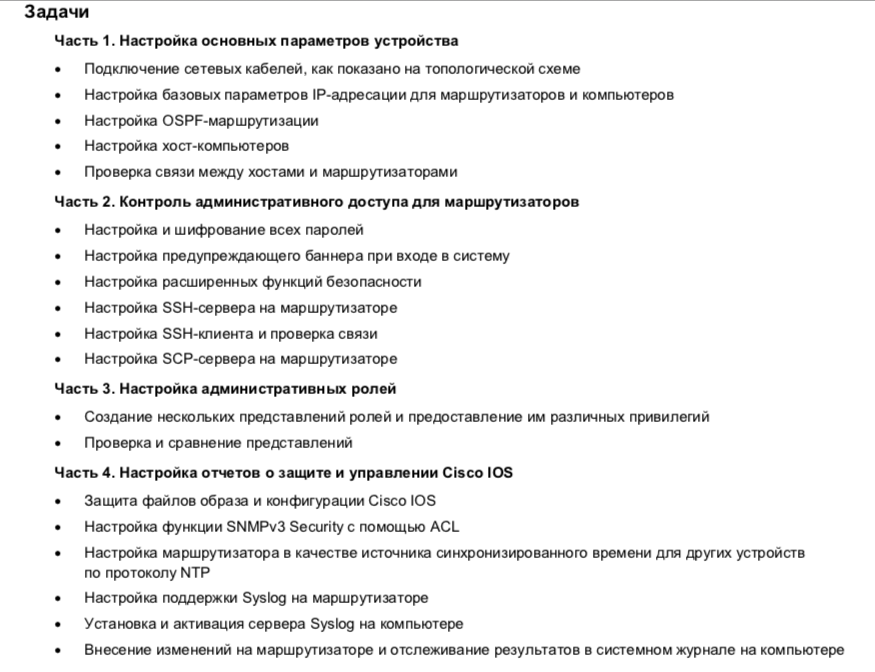 Задачи
Часть 1. Настройка основных параметров устройства
• Подключение сетевых кабелей, как показано на топологической схеме
• Настройка базовых параметров IP-адресации для маршрутизаторов и компьютеров
• Настройка OSPF-маршрутизации
• Настройка хост-компьютеров
• Проверка связи между хостами и маршрутизаторами
Часть 2. Контроль административного доступа для маршрутизаторов
• Настройка и шифрование всех паролей
• Настройка предупреждающего баннера при входе в систему
• Настройка расширенных функций безопасности
• Настройка SSH-сервера на маршрутизаторе
• Настройка SSH-клиента и проверка связи
• Настройка SCP-сервера на маршрутизаторе
Часть 3. Настройка административных ролей
• Создание нескольких представлений ролей и предоставление им различных привилегий
• Проверка и сравнение представлений
Часть 4. Настройка отчетов о защите и управлении Cisco IOS
• Защита файлов образа и конфигурации Cisco IOS
• Настройка функции SNMPv3 Security с помощью ACL
• Настройка маршрутизатора в качестве источника синхронизированного времени для других устройств
по протоколу NTP
• Настройка поддержки Syslog на маршрутизаторе
• Установка и активация сервера Syslog на компьютере
• Внесение изменений на маршрутизаторе и отслеживание результатов в системном журнале на компьютере